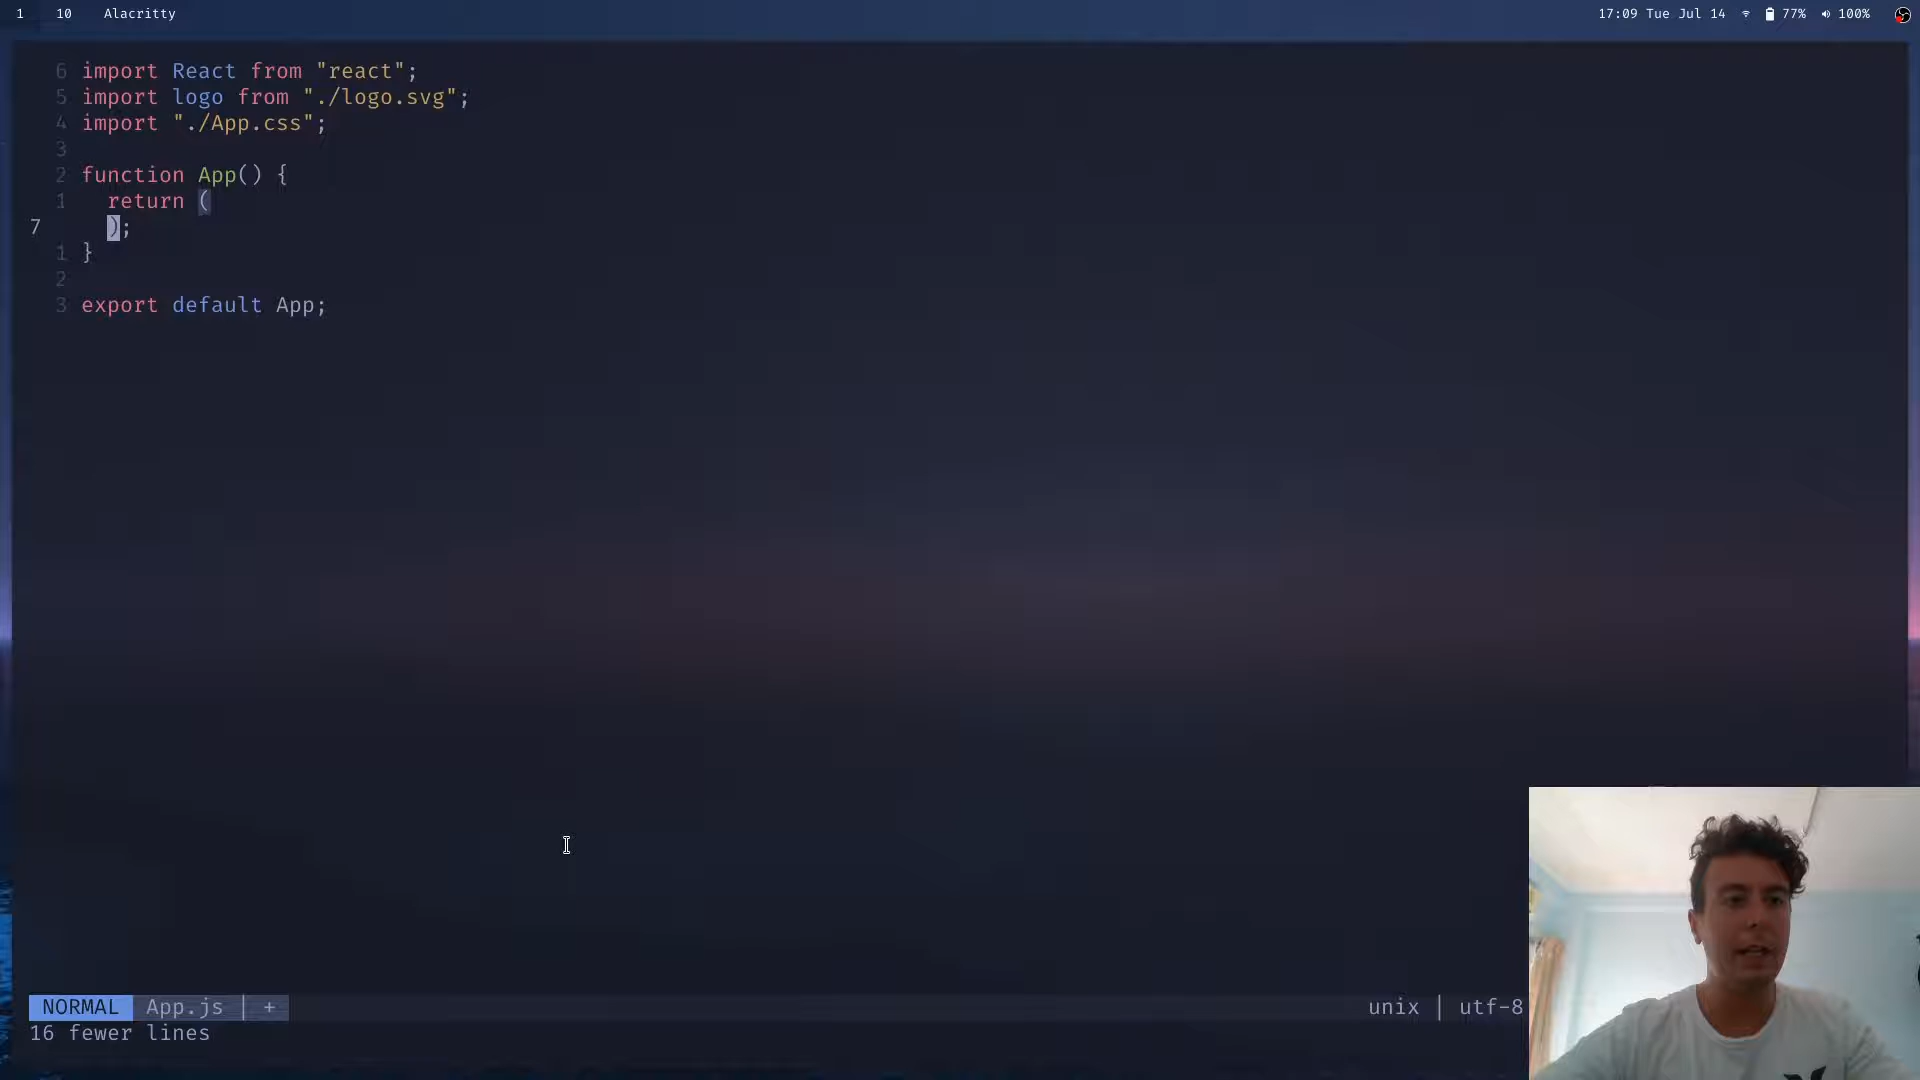 1 10 Alacritty 17:09 Tue Jul 14 77% 100%
6 import React from "react";
5 import logo from "./logo.svg";
4 import "./App.css";
3
2 function App() {
1 return (
7 );
1 }
2
3 export default App;
NORMAL App.js | + unix | utf-8
16 fewer lines